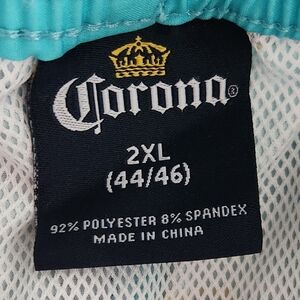 Corona®
2XL
(44/46)
92% POLYESTER 8% SPANDEX
MADE IN CHINA